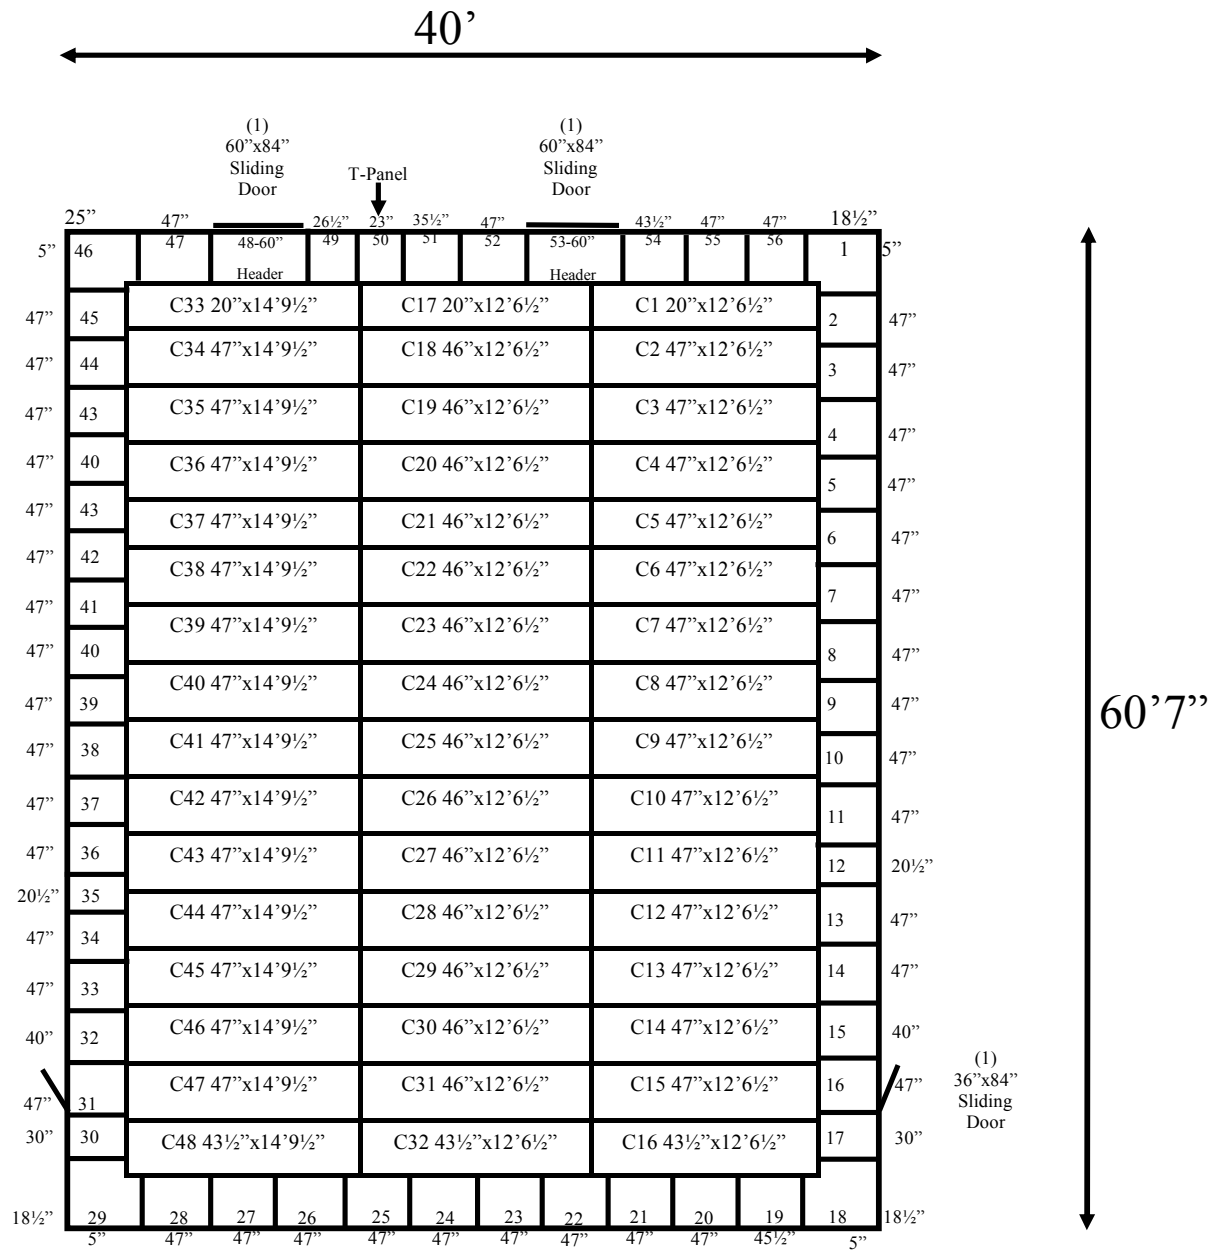 40’
(1)
60”x84”
Sliding
Door
(1)
60”x84”
Sliding
Door
T-Panel
25” 47” 26½” 23” 35½” 47” 43½” 47” 47” 18½”
5” 46 47 48-60” 49 50 51 52 53-60” 54 55 56 1 5”
Header Header
C33 20”x14’9½” C17 20”x12’6½” C1 20”x12’6½”
47” 45 2 47”
C34 47”x14’9½” C18 46”x12’6½” C2 47”x12’6½”
47” 44 3 47”
C35 47”x14’9½” C19 46”x12’6½” C3 47”x12’6½”
47” 43 4 47”
C36 47”x14’9½” C20 46”x12’6½” C4 47”x12’6½”
47” 40 5 47”
C37 47”x14’9½” C21 46”x12’6½” C5 47”x12’6½”
47” 43 6 47”
C38 47”x14’9½” C22 46”x12’6½” C6 47”x12’6½”
47” 42 7 47”
C39 47”x14’9½” C23 46”x12’6½” C7 47”x12’6½”
47” 41
47” 40 8 47”
C40 47”x14’9½” C24 46”x12’6½” C8 47”x12’6½”
47” 39 9 47”
60’7”
C41 47”x14’9½” C25 46”x12’6½” C9 47”x12’6½”
47” 38 10 47”
C42 47”x14’9½” C26 46”x12’6½” C10 47”x12’6½”
47” 37 11 47”
C43 47”x14’9½” C27 46”x12’6½” C11 47”x12’6½”
47” 36 12 20½”
20½” 35
C44 47”x14’9½” C28 46”x12’6½” C12 47”x12’6½”
47” 34 13 47”
C45 47”x14’9½” C29 46”x12’6½” C13 47”x12’6½”
47” 33 14 47”
C46 47”x14’9½” C30 46”x12’6½” C14 47”x12’6½”
40” 32 15 40”
(1)
36”x84”
Sliding
Door
C47 47”x14’9½” C31 46”x12’6½” C15 47”x12’6½”
47” 31 16 47”
30” 30 17 30”
C48 43½”x14’9½” C32 43½”x12’6½” C16 43½”x12’6½”
18½” 29 28 27 26 25 24 23 22 21 20 19 18 18½”
5” 47” 47” 47” 47” 47” 47” 47” 47” 47” 45½” 5”